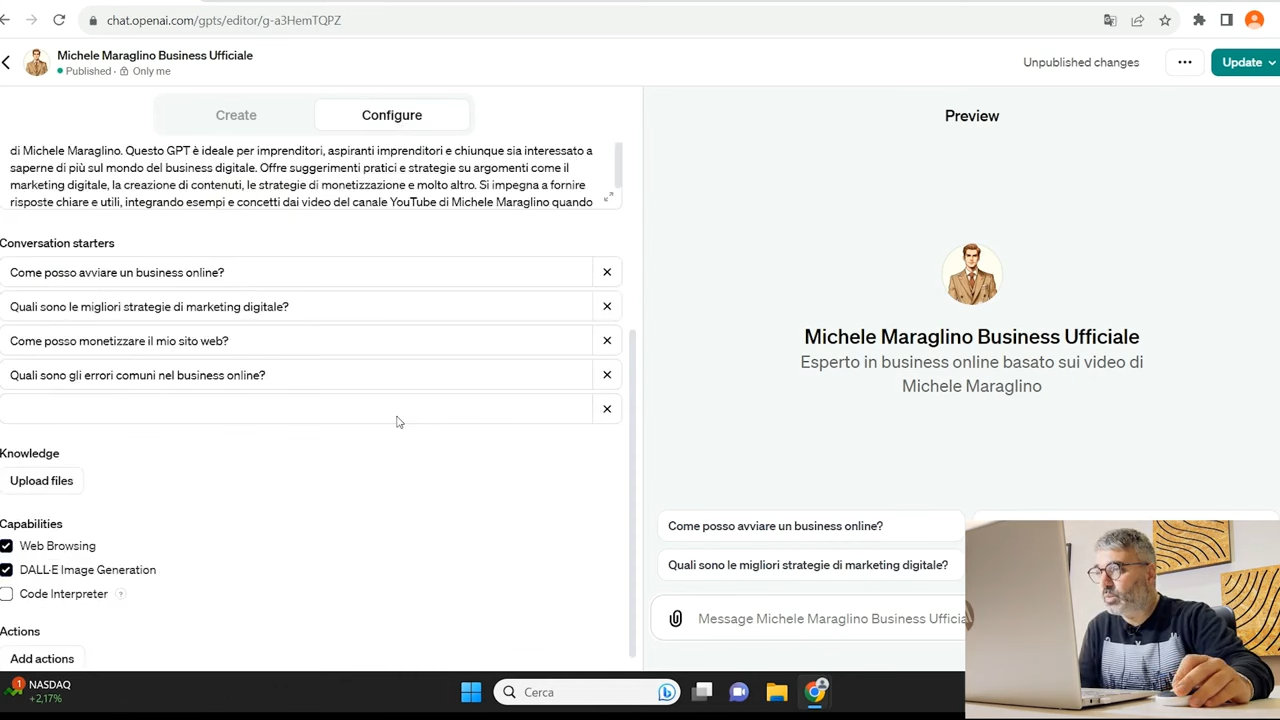 chat.openai.com/gpts/editor/g-a3HemTQPZ
Michele Maraglino Business Ufficiale
Published · Only me
Unpublished changes
Update
Create
Configure
di Michele Maraglino. Questo GPT è ideale per imprenditori, aspiranti imprenditori e chiunque sia interessato a
saperne di più sul mondo del business digitale. Offre suggerimenti pratici e strategie su argomenti come il
marketing digitale, la creazione di contenuti, le strategie di monetizzazione e molto altro. Si impegna a fornire
risposte chiare e utili, integrando esempi e concetti dai video del canale YouTube di Michele Maraglino quando
Conversation starters
Come posso avviare un business online?
Quali sono le migliori strategie di marketing digitale?
Come posso monetizzare il mio sito web?
Quali sono gli errori comuni nel business online?
Knowledge
Upload files
Capabilities
Web Browsing
DALL·E Image Generation
Code Interpreter ?
Actions
Add actions
Preview
Michele Maraglino Business Ufficiale
Esperto in business online basato sui video di
Michele Maraglino
Come posso avviare un business online?
Quali sono le migliori strategie di marketing digitale?
Message Michele Maraglino Business Ufficia
1
NASDAQ
+2,17%
Cerca